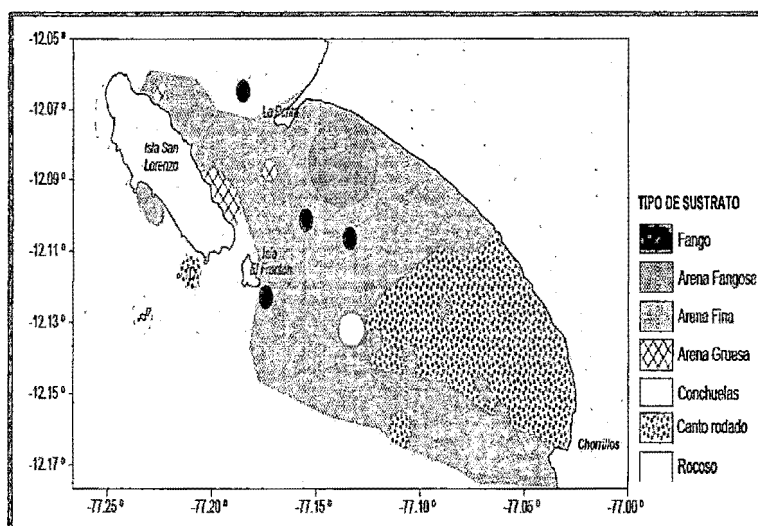 -12.05°
-12.07°
-12.09°
-12.11°
-12.13°
-12.15°
-12.17°
-77.25°
-77.20°
-77.15°
-77.10°
-77.05°
-77.00°
La Punta
Isla San
Lorenzo
Isla
El Frontón
Chorrillos
TIPO DE SUSTRATO
Fango
Arena Fangosa
Arena Fina
Arena Gruesa
Conchuelas
Canto rodado
Rocoso